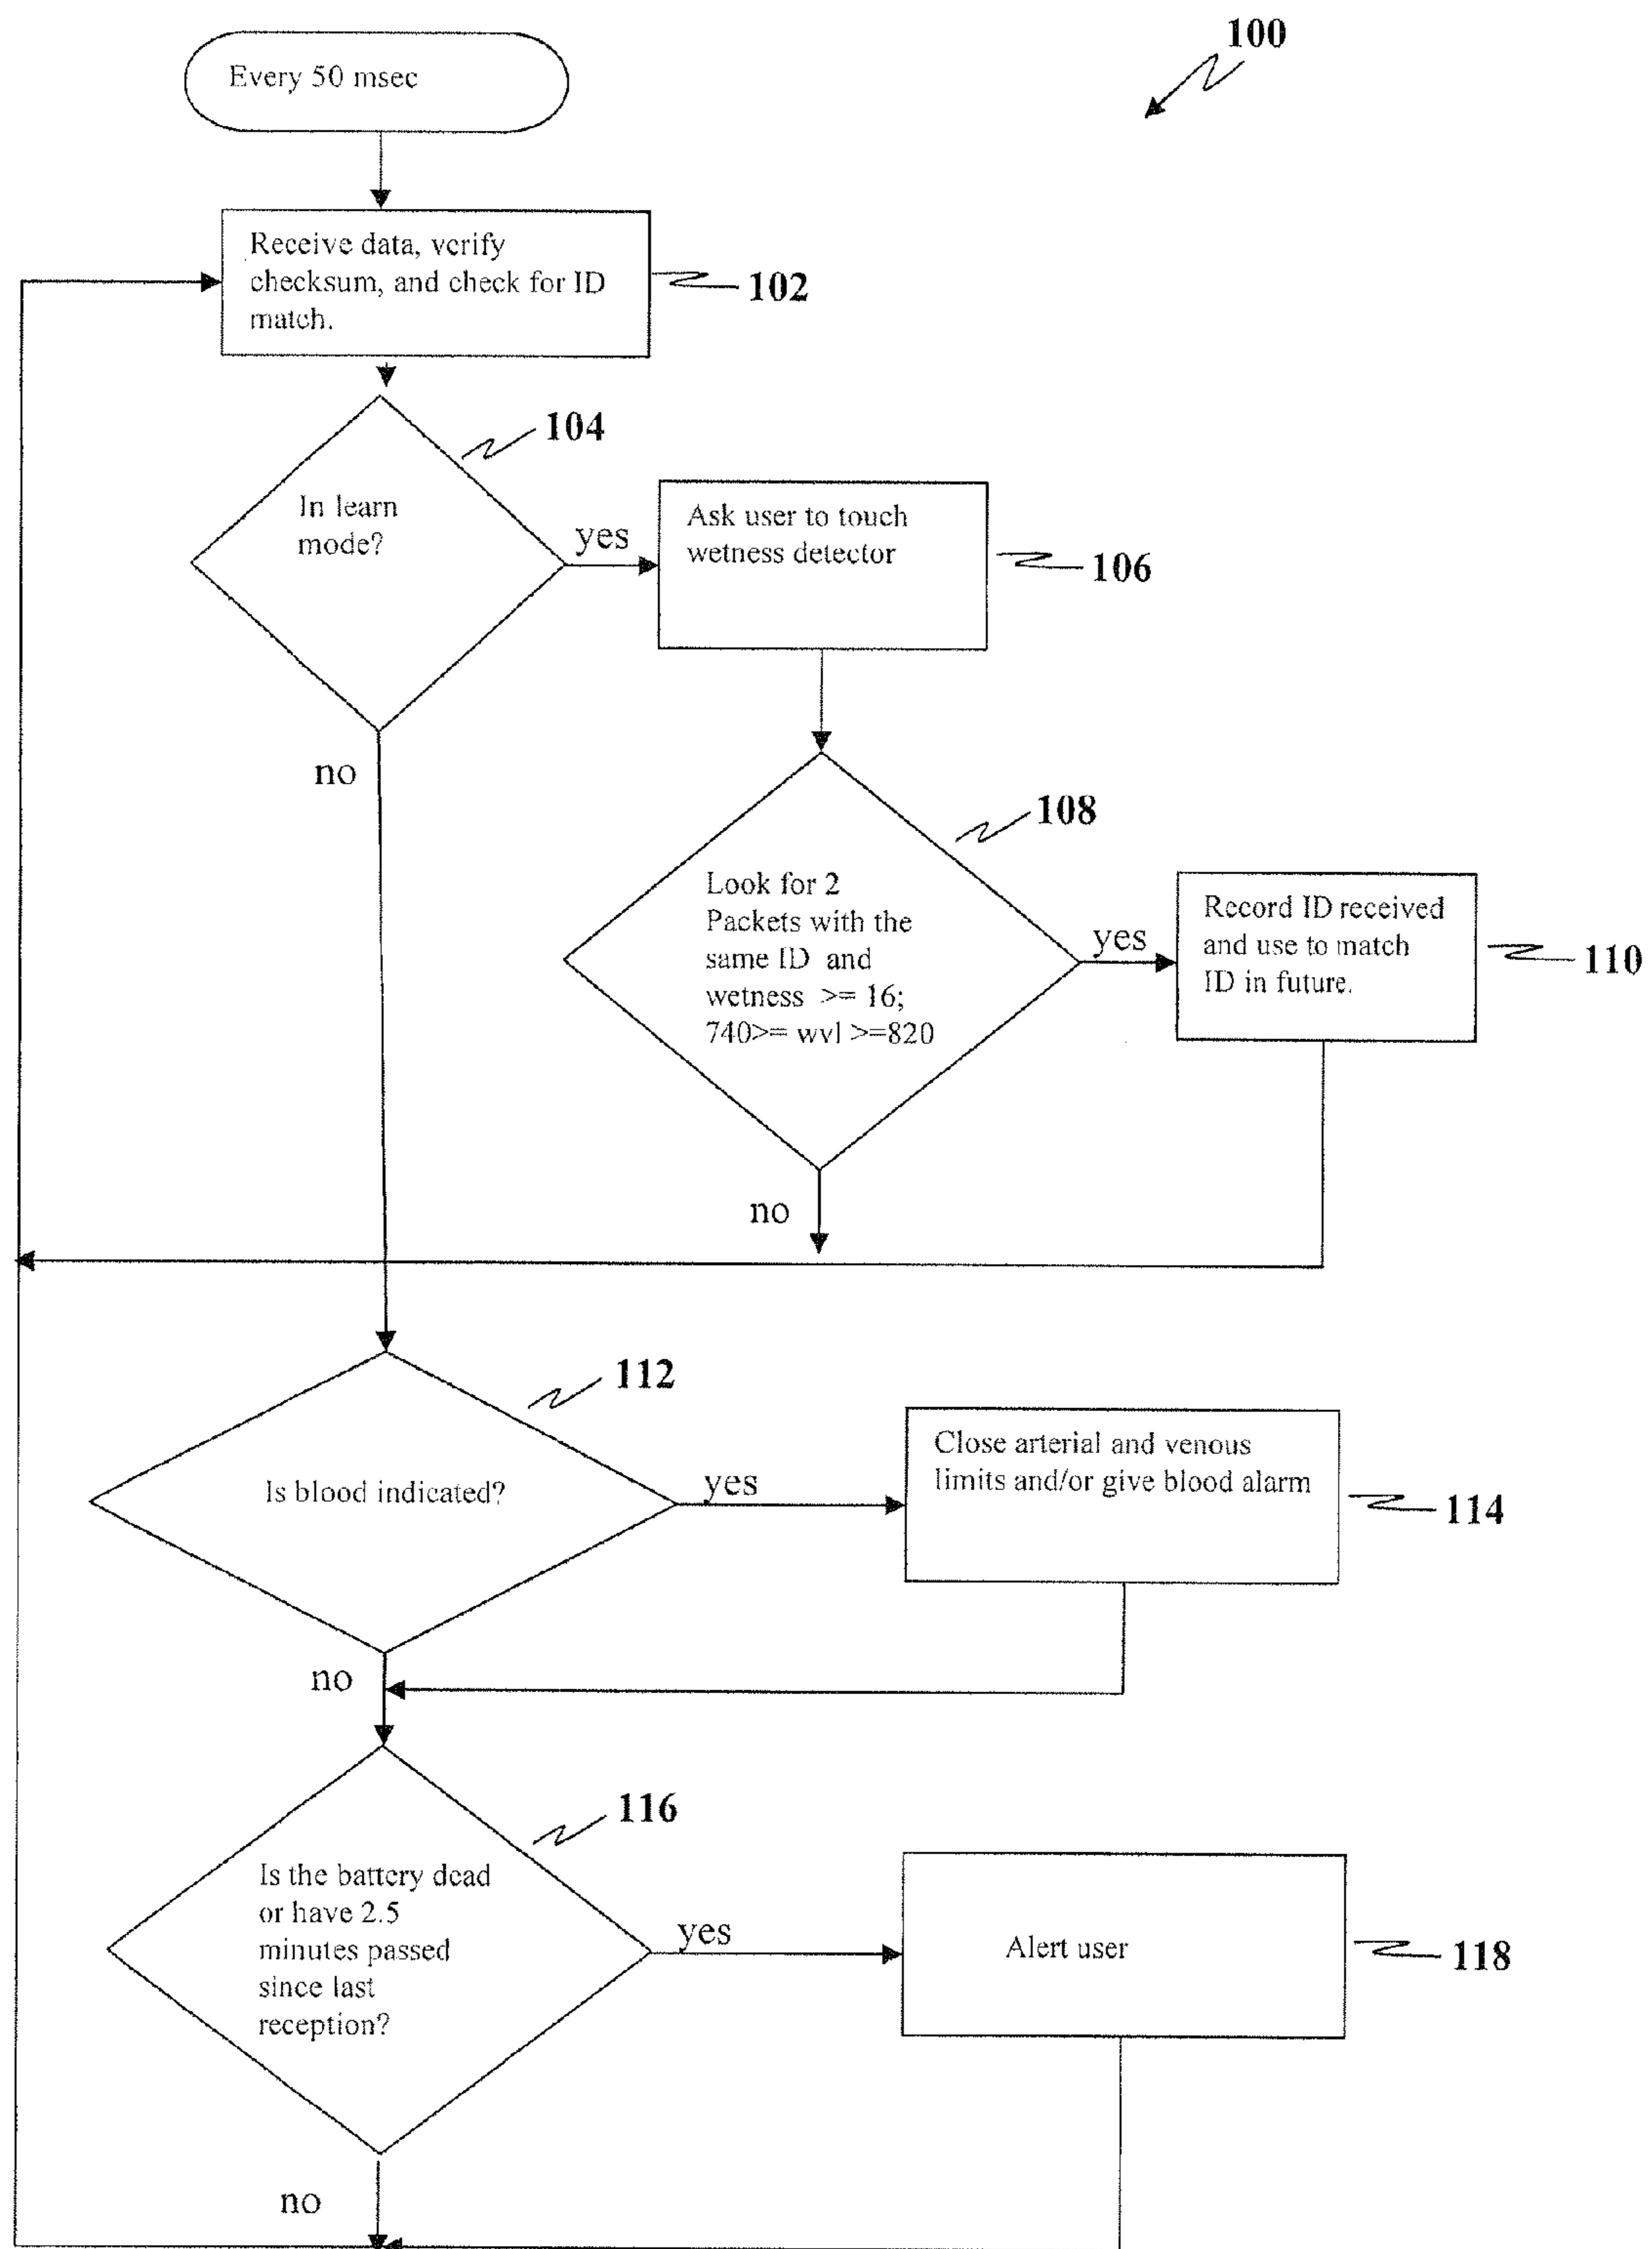 100
Every 50 msec
Receive data, verify
checksum, and check for ID
match.
102
104
In learn
mode?
yes
no
Ask user to touch
wetness detector
106
108
Look for 2
Packets with the
same ID and
wetness >= 16;
740>= wvl >=820
yes
no
Record ID received
and use to match
ID in future.
110
112
Is blood indicated?
yes
no
Close arterial and venous
limits and/or give blood alarm
114
116
Is the battery dead
or have 2.5
minutes passed
since last
reception?
yes
no
Alert user
118